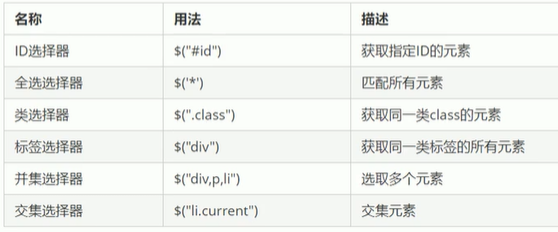 名称 用法 描述
ID选择器 $("#id") 获取指定ID的元素
全选选择器 $('*') 匹配所有元素
类选择器 $(".class") 获取同一类class的元素
标签选择器 $("div") 获取同一类标签的所有元素
并集选择器 $("div,p,li") 选取多个元素
交集选择器 $("li.current") 交集元素